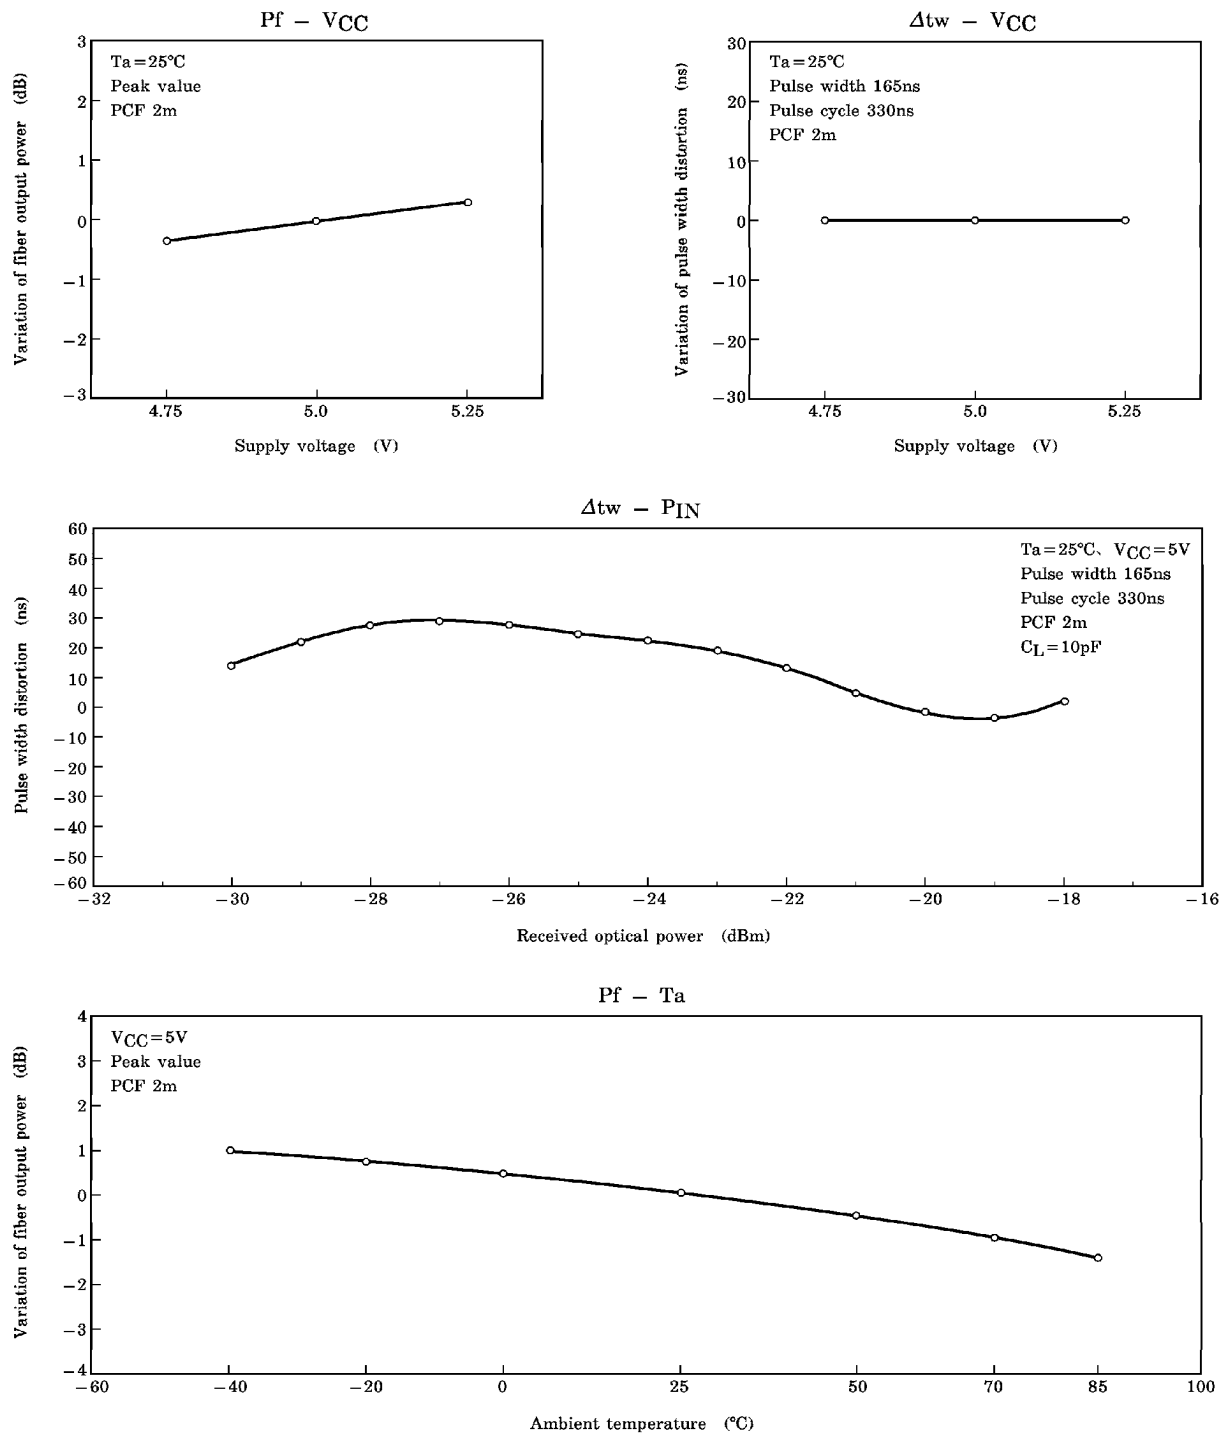 Pf – VCC
Variation of fiber output power (dB)
3
2
1
0
−1
−2
−3
Ta=25℃
Peak value
PCF 2m
4.75 5.0 5.25
Supply voltage (V)
Δtw – VCC
Variation of pulse width distortion (ns)
30
20
10
0
−10
−20
−30
Ta=25℃
Pulse width 165ns
Pulse cycle 330ns
PCF 2m
4.75 5.0 5.25
Supply voltage (V)
Δtw – PIN
Pulse width distortion (ns)
60
50
40
30
20
10
0
−10
−20
−30
−40
−50
−60
Ta=25℃、VCC=5V
Pulse width 165ns
Pulse cycle 330ns
PCF 2m
CL=10pF
−32 −30 −28 −26 −24 −22 −20 −18 −16
Received optical power (dBm)
Pf – Ta
Variation of fiber output power (dB)
4
3
2
1
0
−1
−2
−3
−4
VCC=5V
Peak value
PCF 2m
−60 −40 −20 0 25 50 70 85 100
Ambient temperature (℃)